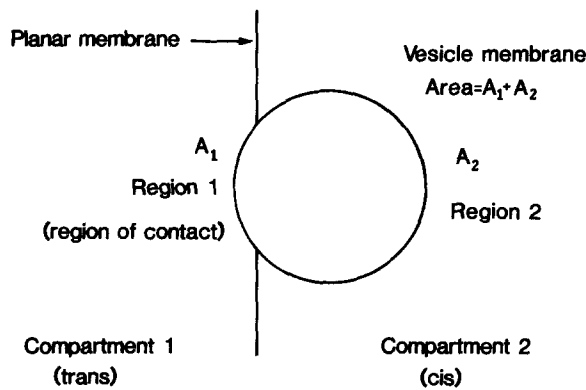 Planar membrane
Vesicle membrane
Area=A₁+A₂
A₁
Region 1
(region of contact)
A₂
Region 2
Compartment 1
(trans)
Compartment 2
(cis)